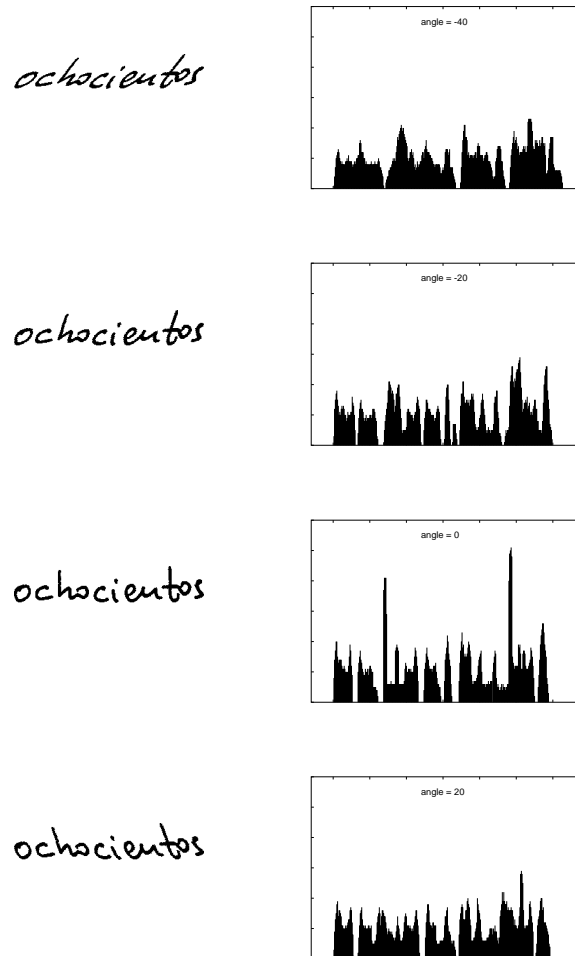 angle = -40
ochocientos
angle = -20
ochocientos
angle = 0
ochocientos
angle = 20
ochocientos